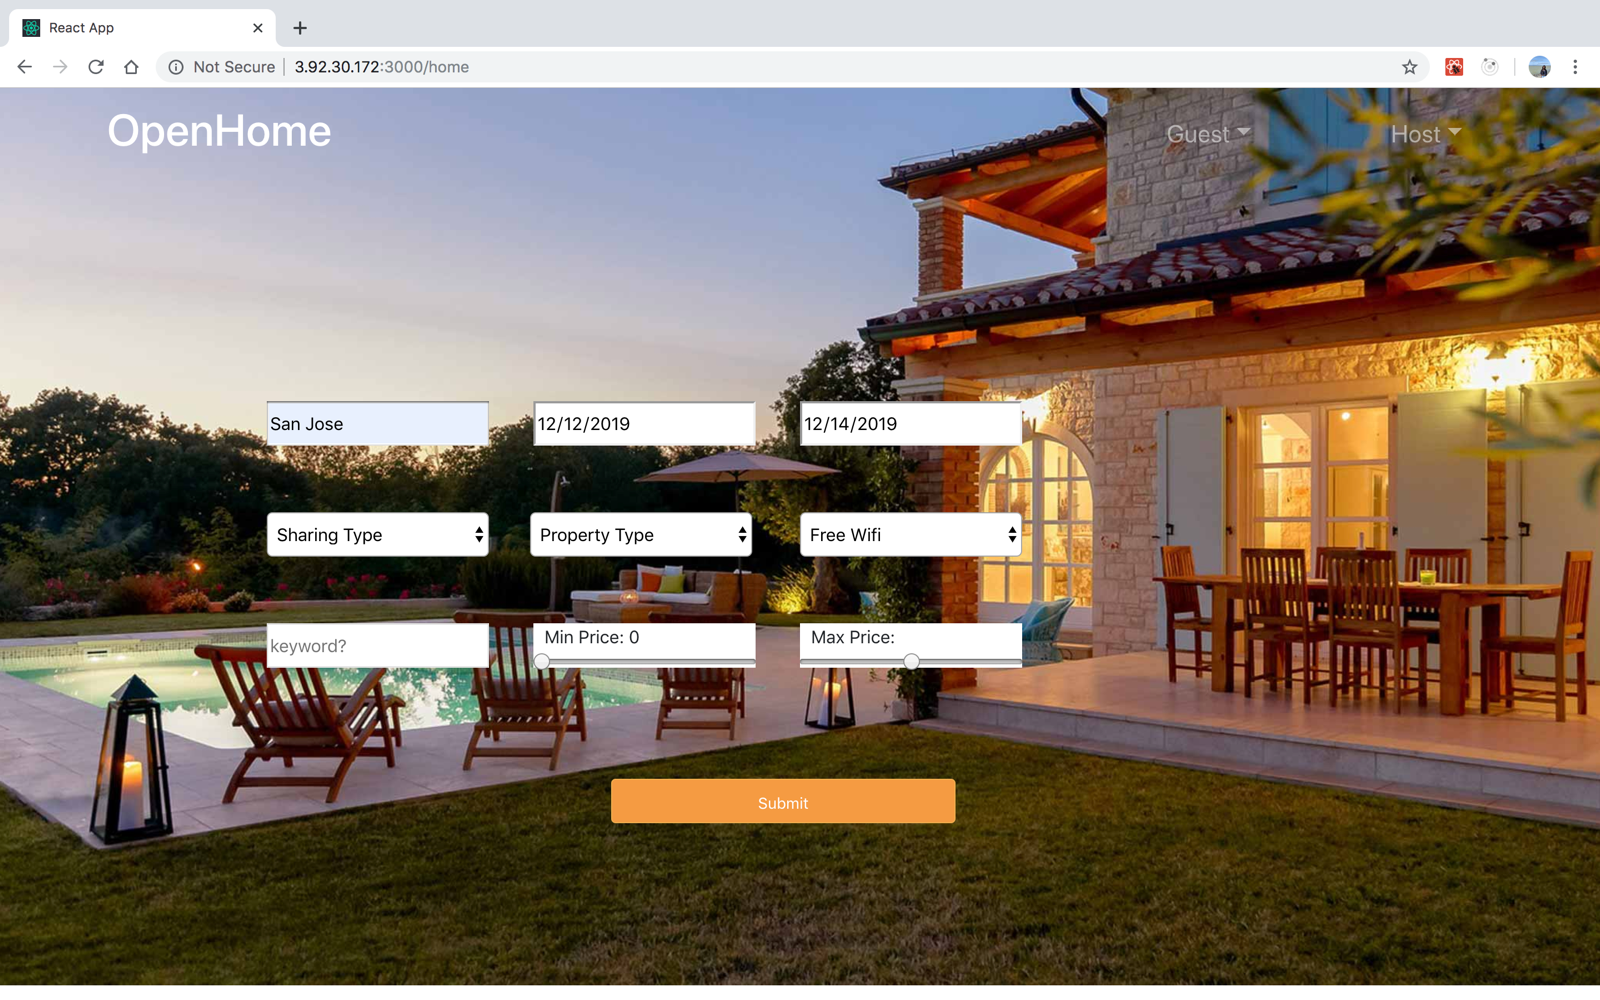 React App
Not Secure 3.92.30.172:3000/home
OpenHome Guest Host
San Jose 12/12/2019 12/14/2019
Sharing Type Property Type Free Wifi
keyword? Min Price: 0 Max Price:
Submit